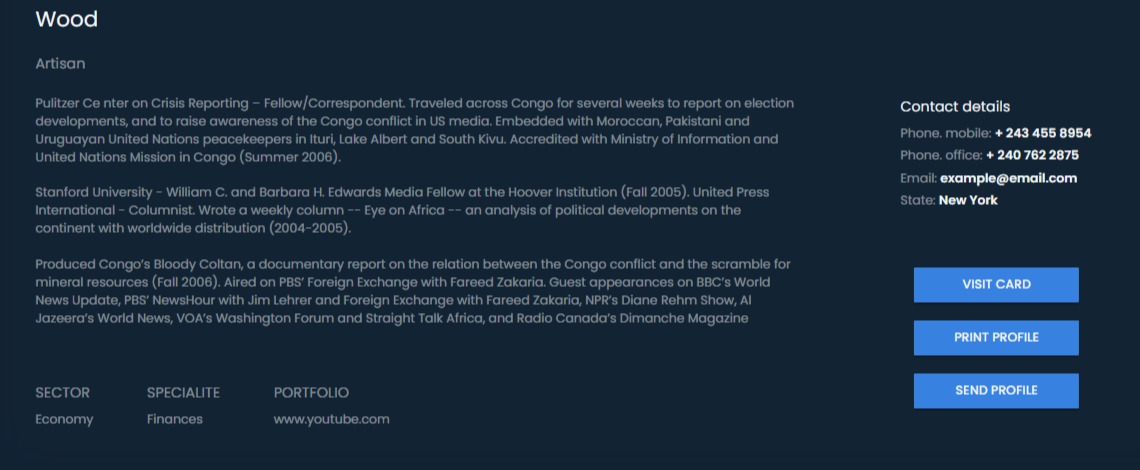 Wood
Artisan
Pulitzer Ce nter on Crisis Reporting – Fellow/Correspondent. Traveled across Congo for several weeks to report on election
developments, and to raise awareness of the Congo conflict in US media. Embedded with Moroccan, Pakistani and
Uruguayan United Nations peacekeepers in Ituri, Lake Albert and South Kivu. Accredited with Ministry of Information and
United Nations Mission in Congo (Summer 2006).
Stanford University - William C. and Barbara H. Edwards Media Fellow at the Hoover Institution (Fall 2005). United Press
International - Columnist. Wrote a weekly column -- Eye on Africa -- an analysis of political developments on the
continent with worldwide distribution (2004-2005).
Produced Congo’s Bloody Coltan, a documentary report on the relation between the Congo conflict and the scramble for
mineral resources (Fall 2006). Aired on PBS’ Foreign Exchange with Fareed Zakaria. Guest appearances on BBC’s World
News Update, PBS’ NewsHour with Jim Lehrer and Foreign Exchange with Fareed Zakaria, NPR’s Diane Rehm Show, Al
Jazeera’s World News, VOA’s Washington Forum and Straight Talk Africa, and Radio Canada’s Dimanche Magazine
SECTOR SPECIALITE PORTFOLIO
Economy Finances www.youtube.com
Contact details
Phone. mobile: + 243 455 8954
Phone. office: + 240 762 2875
Email: example@email.com
State: New York
VISIT CARD
PRINT PROFILE
SEND PROFILE